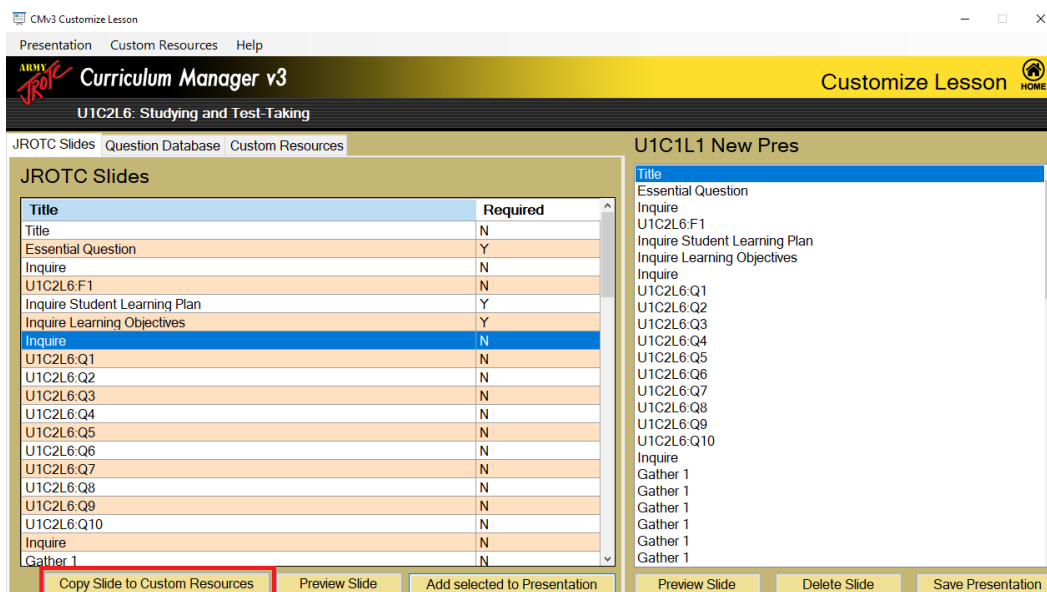 CMv3 Customize Lesson
Presentation Custom Resources Help
ARMY JROTC
Curriculum Manager v3
Customize Lesson
HOME
U1C2L6: Studying and Test-Taking
JROTC Slides Question Database Custom Resources
JROTC Slides
Title Required
Title N
Essential Question Y
Inquire N
U1C2L6:F1 N
Inquire Student Learning Plan Y
Inquire Learning Objectives Y
Inquire N
U1C2L6:Q1 N
U1C2L6:Q2 N
U1C2L6:Q3 N
U1C2L6:Q4 N
U1C2L6:Q5 N
U1C2L6:Q6 N
U1C2L6:Q7 N
U1C2L6:Q8 N
U1C2L6:Q9 N
U1C2L6:Q10 N
Inquire N
Gather 1 N
Copy Slide to Custom Resources Preview Slide Add selected to Presentation
U1C1L1 New Pres
Title
Essential Question
Inquire
U1C2L6:F1
Inquire Student Learning Plan
Inquire Learning Objectives
Inquire
U1C2L6:Q1
U1C2L6:Q2
U1C2L6:Q3
U1C2L6:Q4
U1C2L6:Q5
U1C2L6:Q6
U1C2L6:Q7
U1C2L6:Q8
U1C2L6:Q9
U1C2L6:Q10
Inquire
Gather 1
Gather 1
Gather 1
Gather 1
Gather 1
Gather 1
Preview Slide Delete Slide Save Presentation